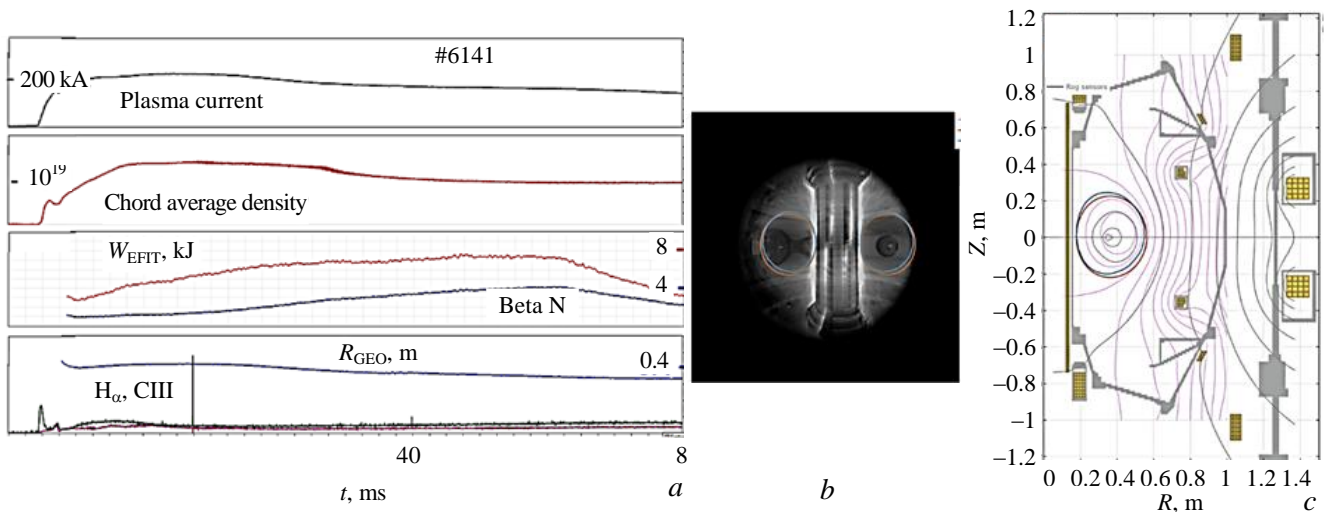 #6141
200 kA
Plasma current
10¹⁹
Chord average density
W_EFIT, kJ
8
4
Beta N
R_GEO, m
0.4
Hα, CIII
40
8
t, ms
a
b
1.2
1
0.8
0.6
0.4
0.2
0
–0.2
–0.4
–0.6
–0.8
–1
–1.2
Z, m
Rog sensors
0 0.2 0.4 0.6 0.8 1 1.2 1.4
R, m
c